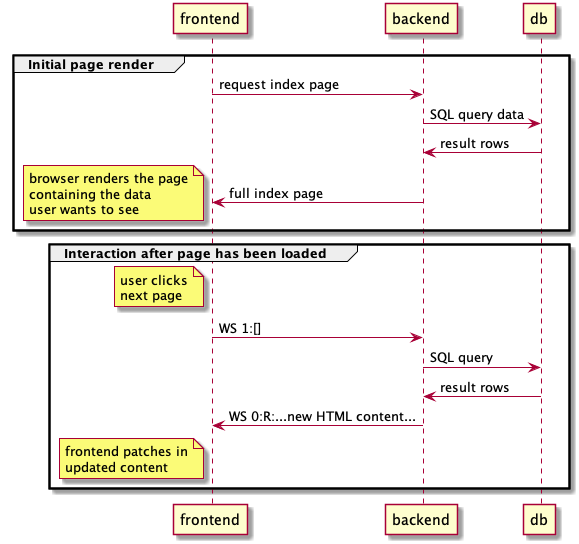 frontend
backend
db
Initial page render
request index page
SQL query data
result rows
browser renders the page
containing the data
user wants to see
full index page
Interaction after page has been loaded
user clicks
next page
WS 1:[]
SQL query
result rows
WS 0:R:...new HTML content...
frontend patches in
updated content
frontend
backend
db